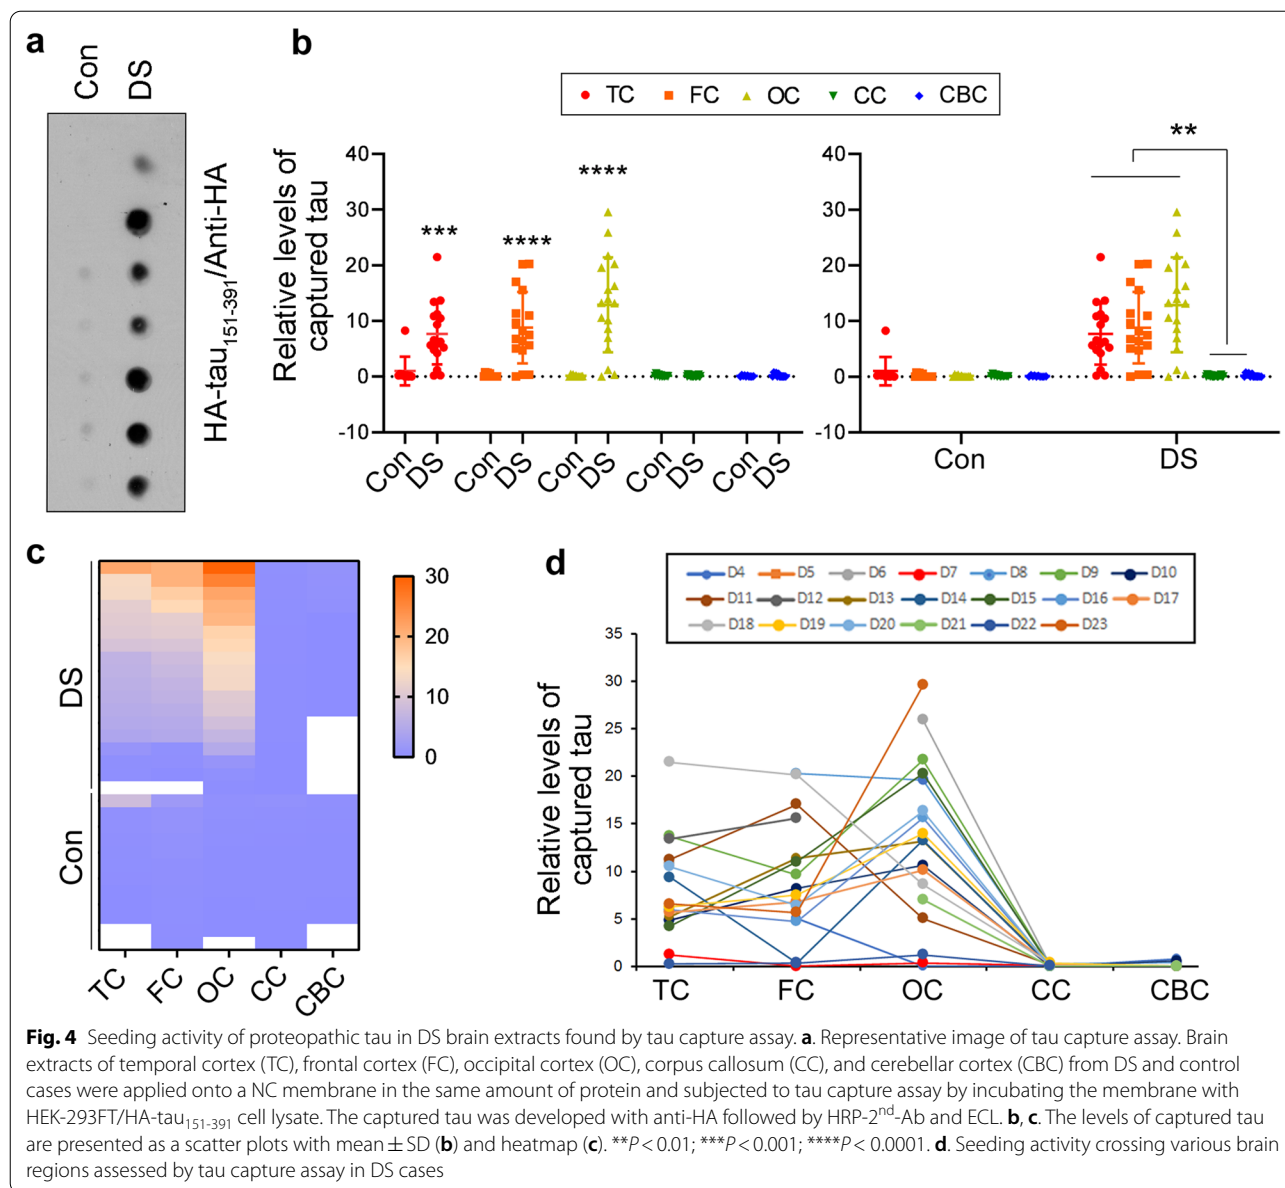 a
Con
DS
HA-tau151-391/Anti-HA
b
TC FC OC CC CBC
Relative levels of
captured tau
40
30
20
10
0
-10
***
****
****
Con DS Con DS Con DS Con DS Con DS
40
30
20
10
0
-10
**
Con DS
c
DS
Con
TC FC OC CC CBC
30
20
10
0
d
D4 D5 D6 D7 D8 D9 D10
D11 D12 D13 D14 D15 D16 D17
D18 D19 D20 D21 D22 D23
Relative levels of
captured tau
35
30
25
20
15
10
5
0
TC FC OC CC CBC
Fig. 4 Seeding activity of proteopathic tau in DS brain extracts found by tau capture assay. a. Representative image of tau capture assay. Brain
extracts of temporal cortex (TC), frontal cortex (FC), occipital cortex (OC), corpus callosum (CC), and cerebellar cortex (CBC) from DS and control
cases were applied onto a NC membrane in the same amount of protein and subjected to tau capture assay by incubating the membrane with
HEK-293FT/HA-tau151-391 cell lysate. The captured tau was developed with anti-HA followed by HRP-2nd-Ab and ECL. b, c. The levels of captured tau
are presented as a scatter plots with mean ± SD (b) and heatmap (c). **P < 0.01; ***P < 0.001; ****P < 0.0001. d. Seeding activity crossing various brain
regions assessed by tau capture assay in DS cases